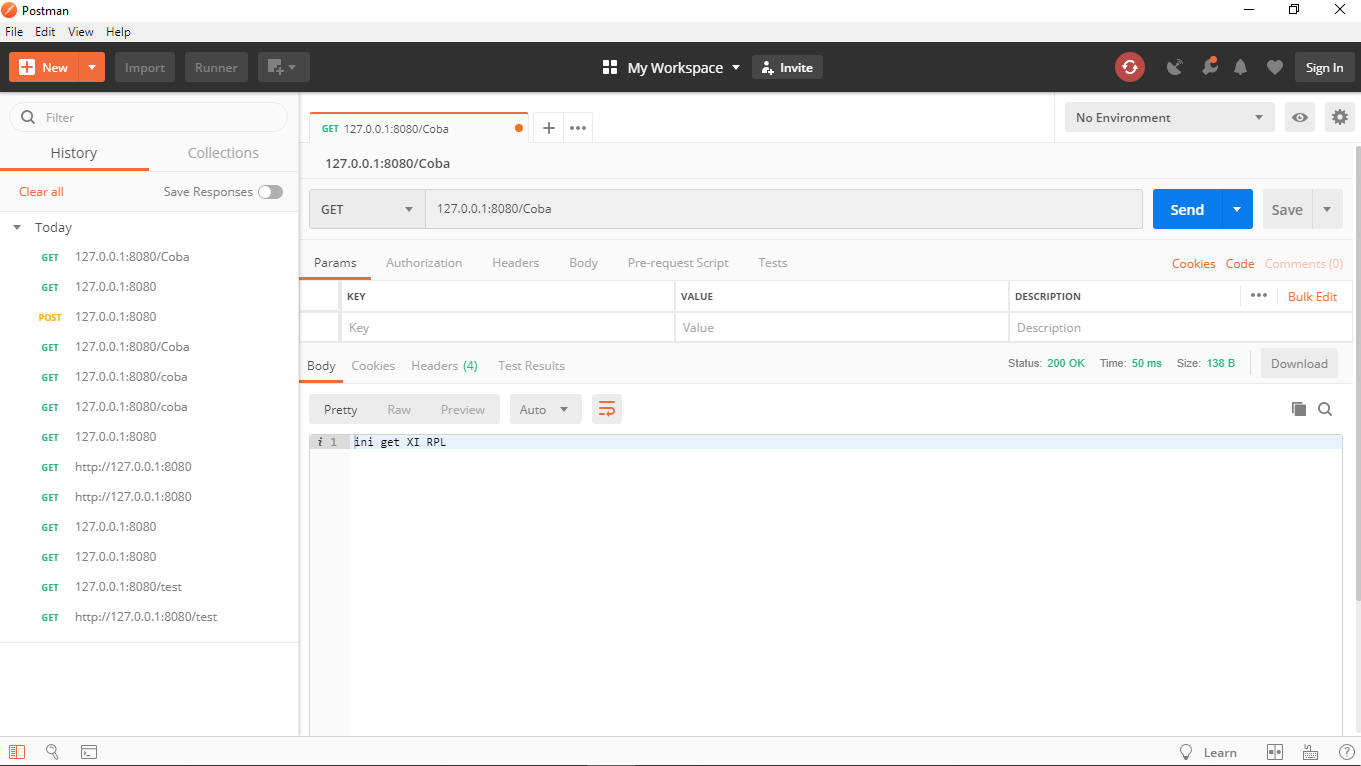 Postman
File Edit View Help
New Import Runner My Workspace Invite Sign In
Filter
History Collections
Clear all Save Responses
Today
GET 127.0.0.1:8080/Coba
GET 127.0.0.1:8080
POST 127.0.0.1:8080
GET 127.0.0.1:8080/Coba
GET 127.0.0.1:8080/coba
GET 127.0.0.1:8080/coba
GET 127.0.0.1:8080
GET http://127.0.0.1:8080
GET http://127.0.0.1:8080
GET 127.0.0.1:8080
GET 127.0.0.1:8080
GET 127.0.0.1:8080/test
GET http://127.0.0.1:8080/test
GET 127.0.0.1:8080/Coba
No Environment
127.0.0.1:8080/Coba
GET 127.0.0.1:8080/Coba Send Save
Params Authorization Headers Body Pre-request Script Tests Cookies Code Comments (0)
KEY VALUE DESCRIPTION Bulk Edit
Key Value Description
Body Cookies Headers (4) Test Results Status: 200 OK Time: 50 ms Size: 138 B Download
Pretty Raw Preview Auto
i 1 ini get XI RPL
Learn